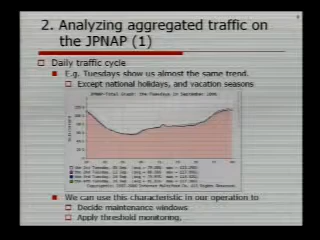 2. Analyzing aggregated traffic on
the JPNAP (1)
Daily traffic cycle
E.g. Tuesdays show us almost the same trend.
Except national holidays, and vacation seasons
We can use this characteristic in our operation to
Decide maintenance windows
Apply threshold monitoring,